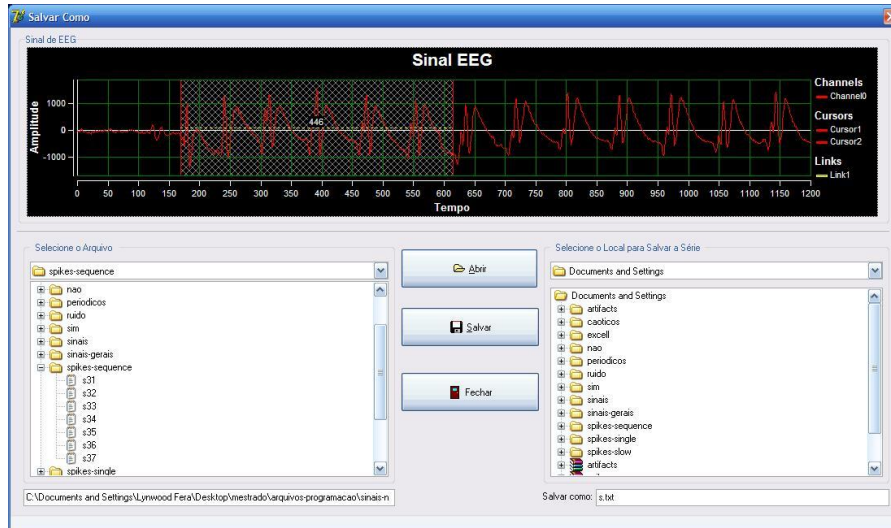 Salvar Como
Sinal de EEG
Sinal EEG
Amplitude
1000
0
-1000
446
0 50 100 150 200 250 300 350 400 450 500 550 600 650 700 750 800 850 900 950 1000 1050 1100 1150 1200
Tempo
Channels
Channel0
Cursors
Cursor1
Cursor2
Links
Link1
Selecione o Arquivo
spikes-sequence
nao
periodicos
ruido
sim
sinais
sinais-gerais
spikes-sequence
s31
s32
s33
s34
s35
s36
s37
spikes-single
C:\Documents and Settings\Lynwood Fera\Desktop\mestrado\arquivos-programacao\sinais-n
Abrir
Salvar
Fechar
Selecione o Local para Salvar a Série
Documents and Settings
Documents and Settings
artifacts
caoticos
excell
nao
periodicos
ruido
sim
sinais
sinais-gerais
spikes-sequence
spikes-single
spikes-slow
artifacts
Salvar como: s.txt